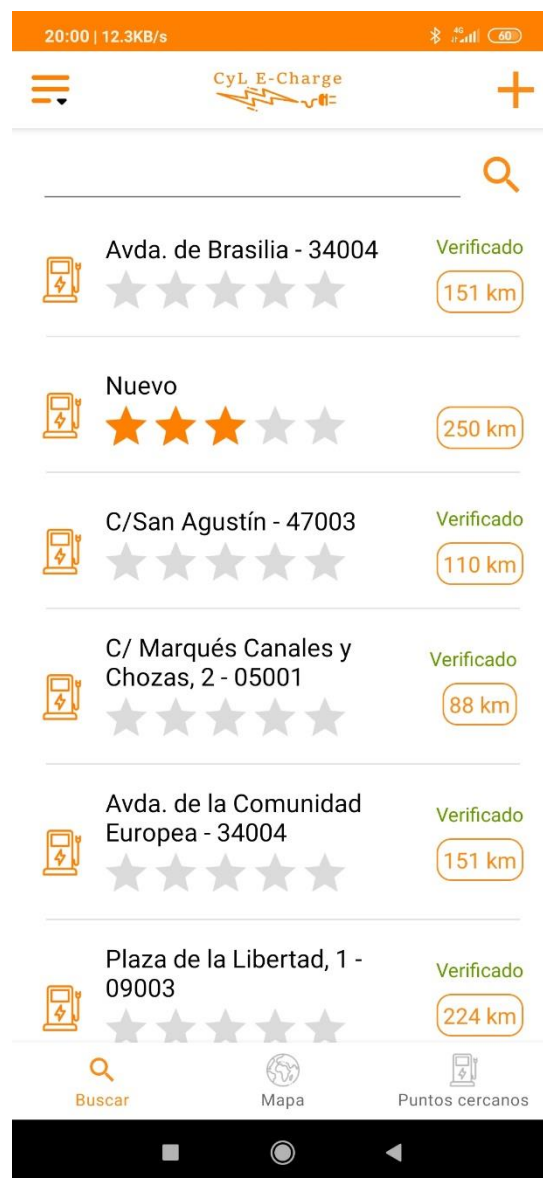 20:00 | 12.3KB/s
4G
60
CyL E-Charge
Avda. de Brasilia - 34004
Verificado
151 km
Nuevo
250 km
C/San Agustín - 47003
Verificado
110 km
C/ Marqués Canales y
Chozas, 2 - 05001
Verificado
88 km
Avda. de la Comunidad
Europea - 34004
Verificado
151 km
Plaza de la Libertad, 1 -
09003
Verificado
224 km
Buscar
Mapa
Puntos cercanos